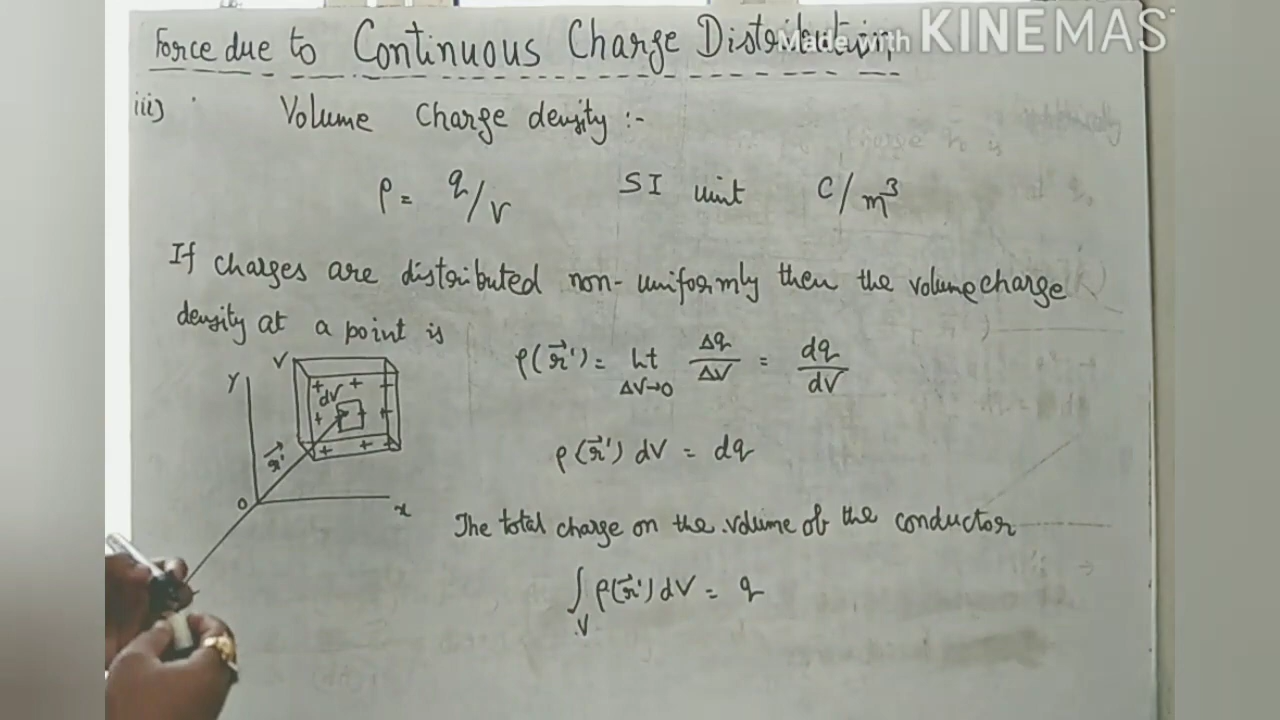 Force due to Continuous Charge Distribution
Made with KINEMAS
iii) Volume Charge density :-
ρ = q/V SI unit C/m³
If charges are distributed non-uniformly then the volume charge
density at a point is
ρ(r⃗') = Lt ΔV→0 Δq/ΔV = dq/dV
V
Y
dV
r⃗'
O
x
ρ(r⃗') dV = dq
The total charge on the volume of the conductor
∫V ρ(r⃗') dV = q